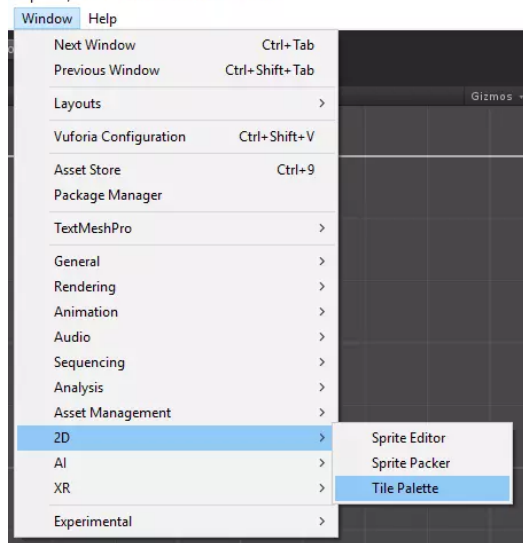 Window Help
Next Window Ctrl+Tab
Previous Window Ctrl+Shift+Tab
Gizmos
Layouts
Vuforia Configuration Ctrl+Shift+V
Asset Store Ctrl+9
Package Manager
TextMeshPro
General
Rendering
Animation
Audio
Sequencing
Analysis
Asset Management
2D Sprite Editor
AI Sprite Packer
XR Tile Palette
Experimental